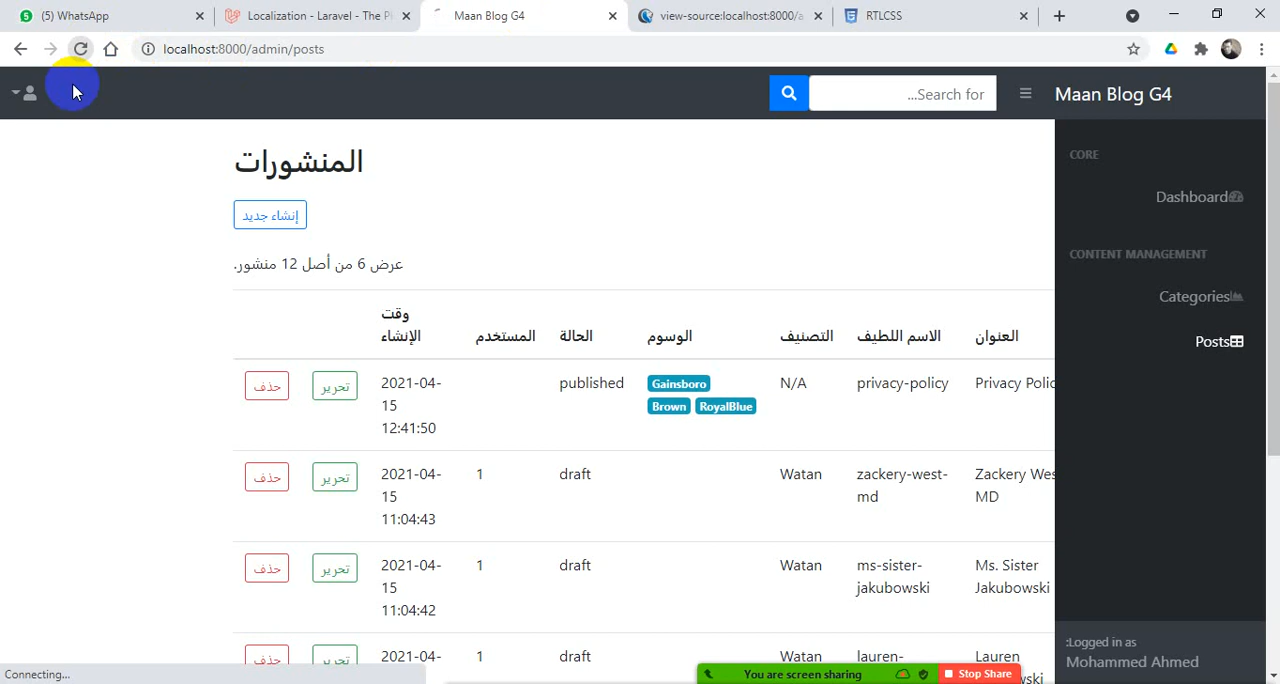 (5) WhatsApp
Localization - Laravel - The P
Maan Blog G4
view-source:localhost:8000/a
RTLCSS
localhost:8000/admin/posts
Maan Blog G4
...Search for
CORE
Dashboard
CONTENT MANAGEMENT
Categories
Posts
:Logged in as
Mohammed Ahmed
المنشورات
إنشاء جديد
عرض 6 من أصل 12 منشور.
العنوان الاسم اللطيف التصنيف الوسوم الحالة المستخدم وقت
الإنشاء
Privacy Polic privacy-policy N/A Gainsboro published 2021-04- تحرير حذف
Brown RoyalBlue 15
12:41:50
Zackery Wes zackery-west- Watan draft 1 2021-04- تحرير حذف
MD md 15
11:04:43
Ms. Sister ms-sister- Watan draft 1 2021-04- تحرير حذف
Jakubowski jakubowski 15
11:04:42
Lauren lauren- Watan draft 1 2021-04- تحرير حذف
Connecting...
You are screen sharing
Stop Share